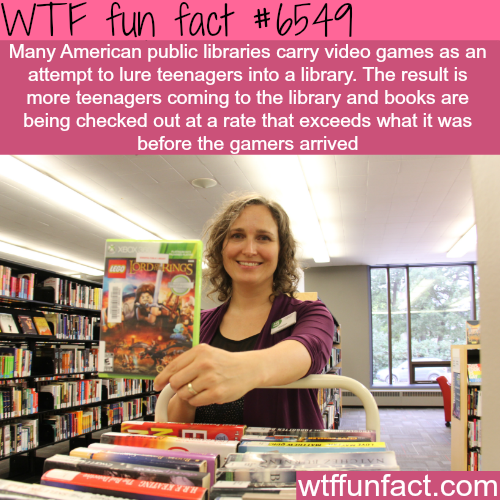 WTF fun fact #6549
Many American public libraries carry video games as an
attempt to lure teenagers into a library. The result is
more teenagers coming to the library and books are
being checked out at a rate that exceeds what it was
before the gamers arrived
XBOX
LEGO
LORD OF THE RINGS
wtffunfact.com